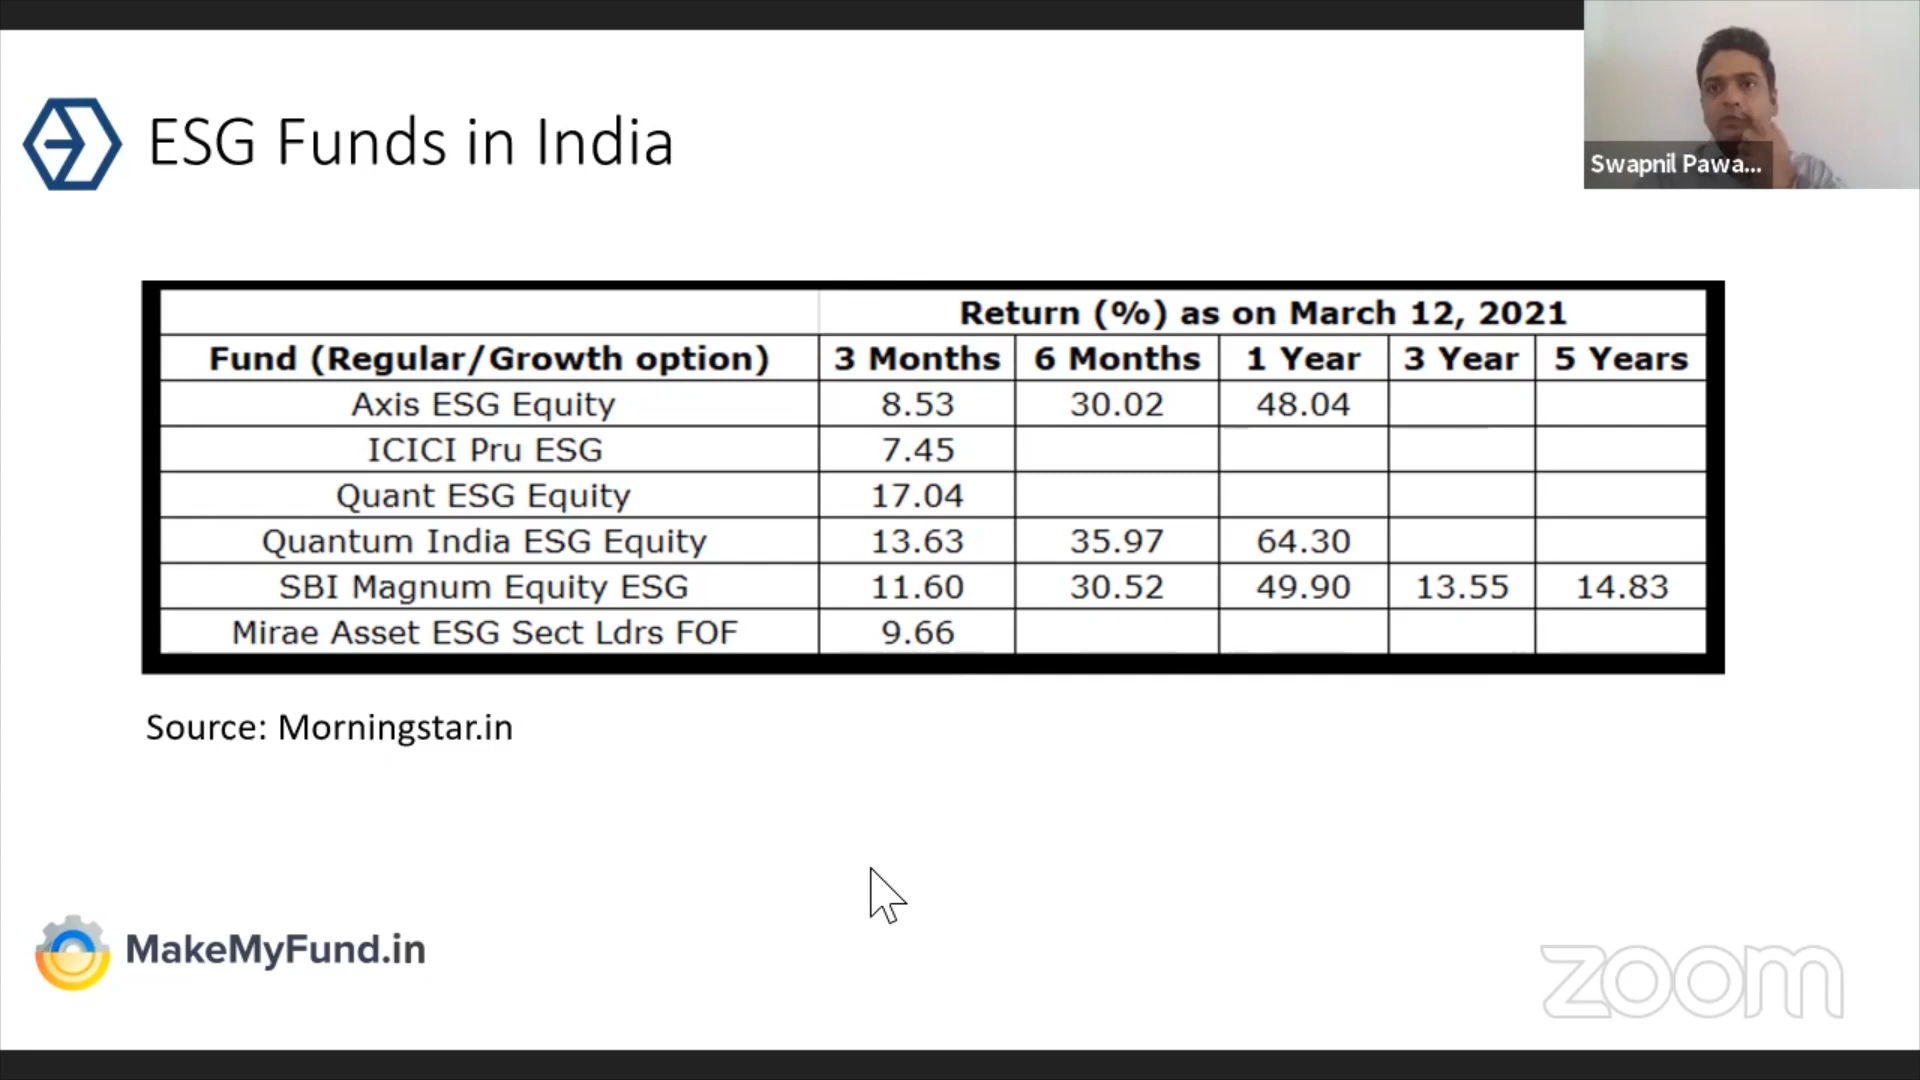 ESG Funds in India
Swapnil Pawa...
Return (%) as on March 12, 2021
Fund (Regular/Growth option) 3 Months 6 Months 1 Year 3 Year 5 Years
Axis ESG Equity 8.53 30.02 48.04
ICICI Pru ESG 7.45
Quant ESG Equity 17.04
Quantum India ESG Equity 13.63 35.97 64.30
SBI Magnum Equity ESG 11.60 30.52 49.90 13.55 14.83
Mirae Asset ESG Sect Ldrs FOF 9.66
Source: Morningstar.in
MakeMyFund.in
zoom